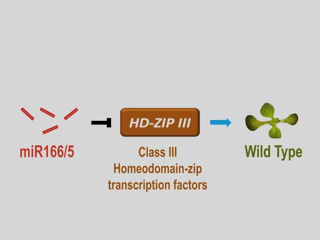 HD-ZIP III
miR166/5
Class III
Homeodomain-zip
transcription factors
Wild Type